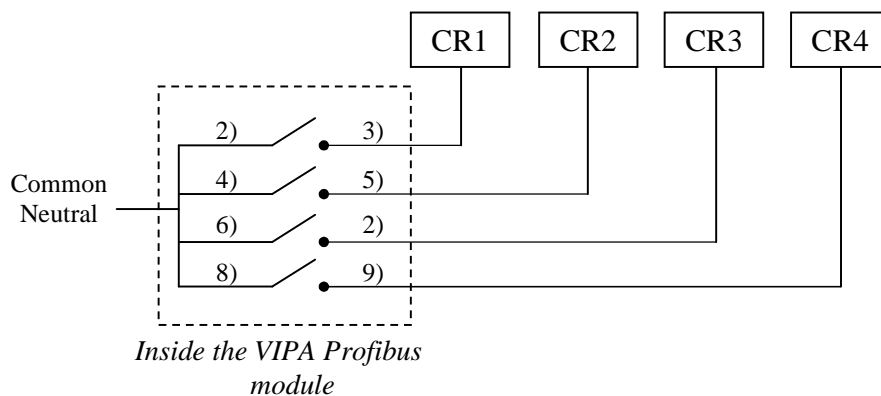 CR1 CR2 CR3 CR4
2) 3)
4) 5)
6) 2)
8) 9)
Common
Neutral
Inside the VIPA Profibus
module